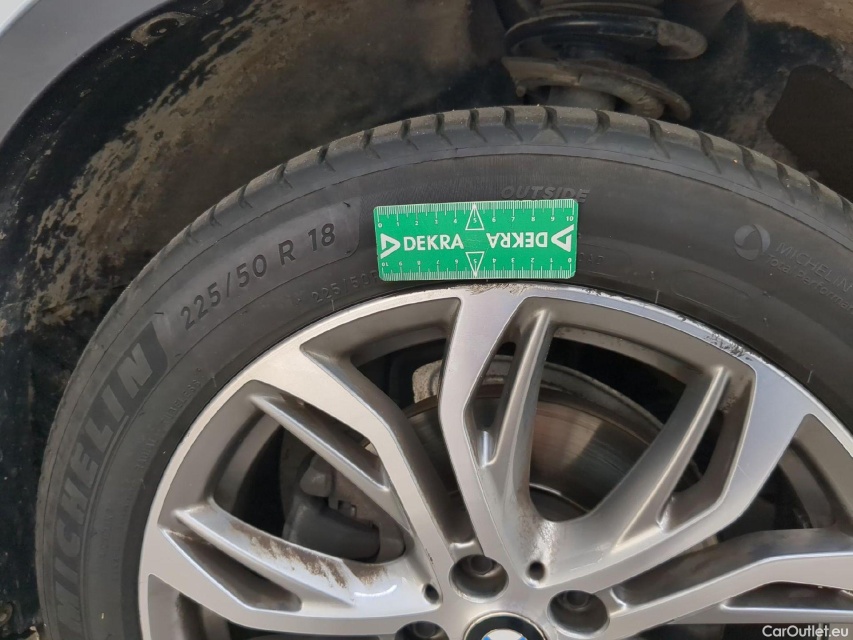 OUTSIDE
225/50 R 18
MICHELIN
DEKRA DEKRA
MICHELIN
CarOutlet.eu